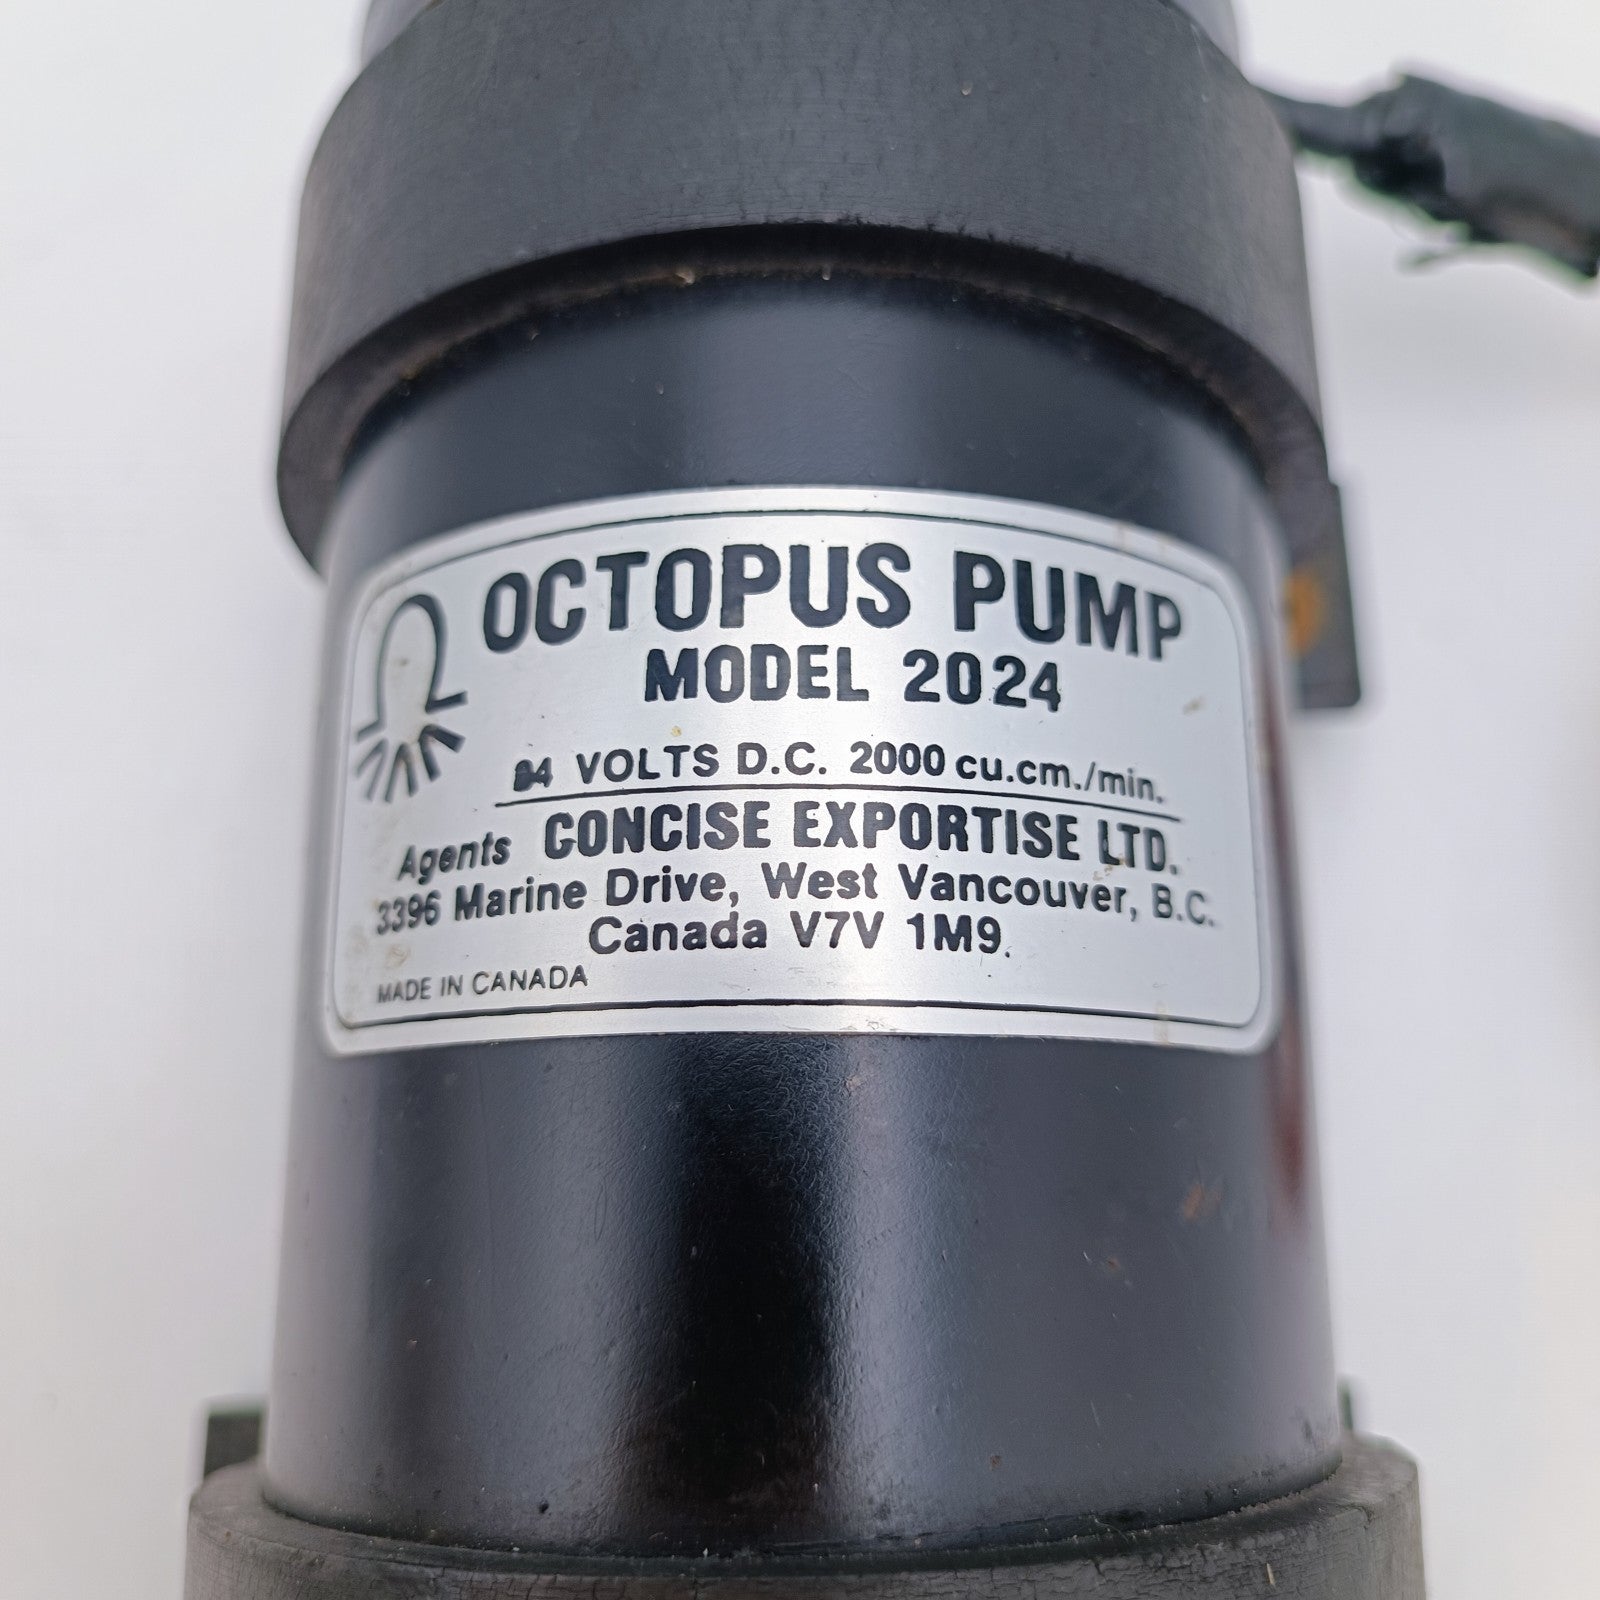 OCTOPUS PUMP
MODEL 2024
VOLTS D.C. 2000 cu.cm./min.
Agents CONCISE EXPORTISE LTD.
3396 Marine Drive, West Vancouver, B.C.
Canada V7V 1M9.
MADE IN CANADA